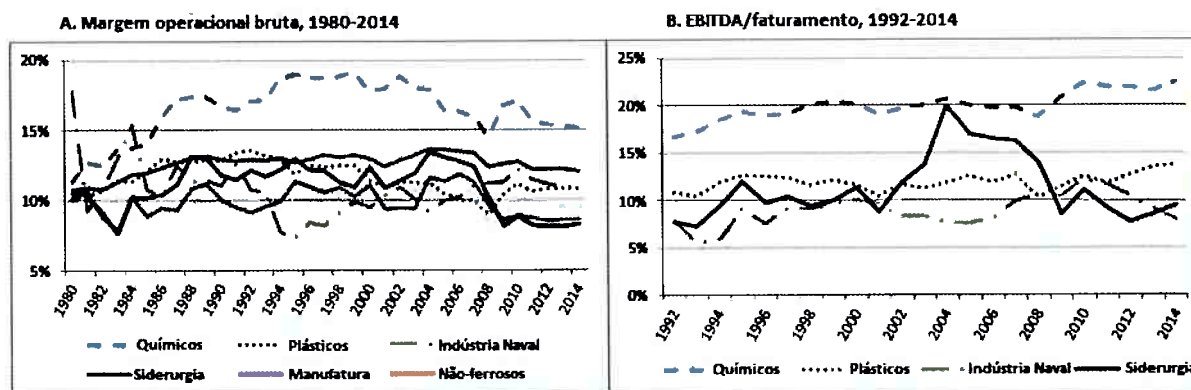 A. Margem operacional bruta, 1980-2014
20%
15%
10%
5%
1980 1982 1984 1986 1988 1990 1992 1994 1996 1998 2000 2002 2004 2006 2008 2010 2012 2014
Químicos Plásticos Indústria Naval
Siderurgia Manufatura Não-ferrosos
B. EBITDA/faturamento, 1992-2014
25%
20%
15%
10%
5%
0%
1992 1994 1996 1998 2000 2002 2004 2006 2008 2010 2012 2014
Químicos Plásticos Indústria Naval Siderurgia